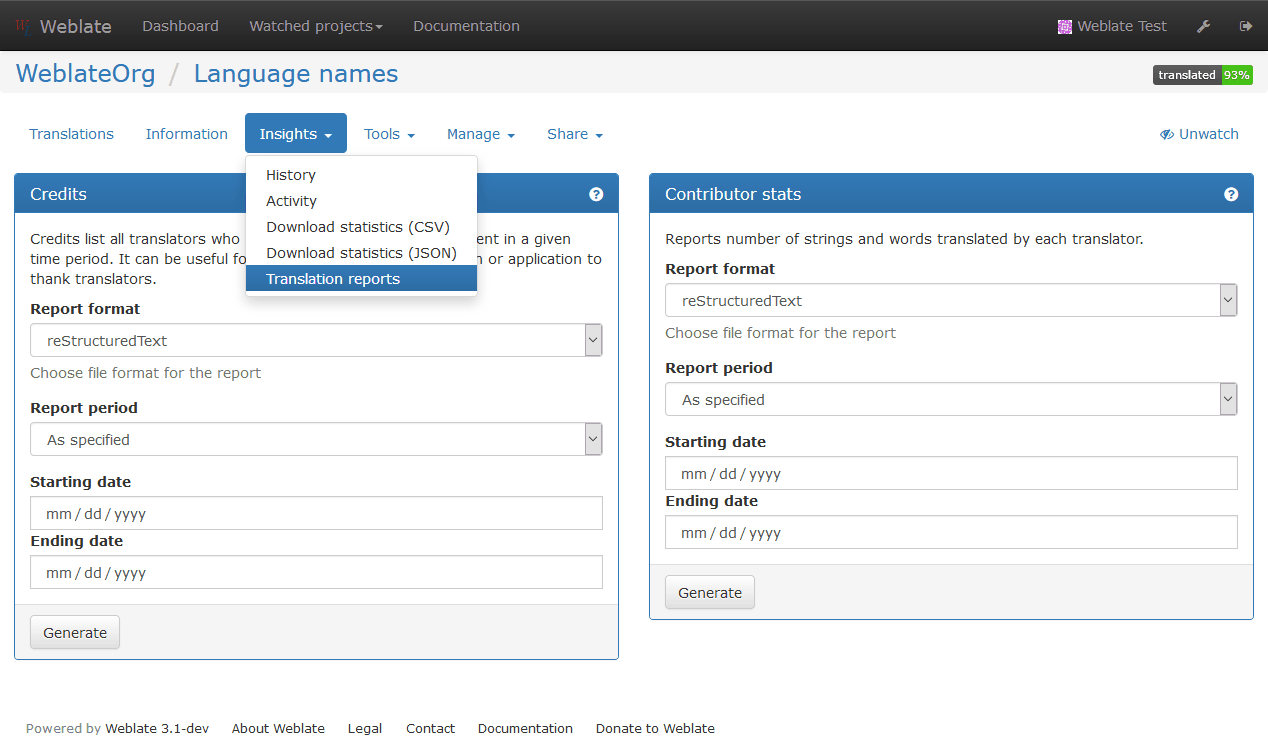 Weblate Dashboard Watched projects Documentation Weblate Test
WeblateOrg / Language names translated 93%
Translations Information Insights Tools Manage Share Unwatch
History
Activity
Download statistics (CSV)
Download statistics (JSON)
Translation reports
Credits
Credits list all translators who ent in a given
time period. It can be useful fo or application to
thank translators.
Report format
reStructuredText
Choose file format for the report
Report period
As specified
Starting date
mm / dd / yyyy
Ending date
mm / dd / yyyy
Generate
Contributor stats
Reports number of strings and words translated by each translator.
Report format
reStructuredText
Choose file format for the report
Report period
As specified
Starting date
mm / dd / yyyy
Ending date
mm / dd / yyyy
Generate
Powered by Weblate 3.1-dev About Weblate Legal Contact Documentation Donate to Weblate